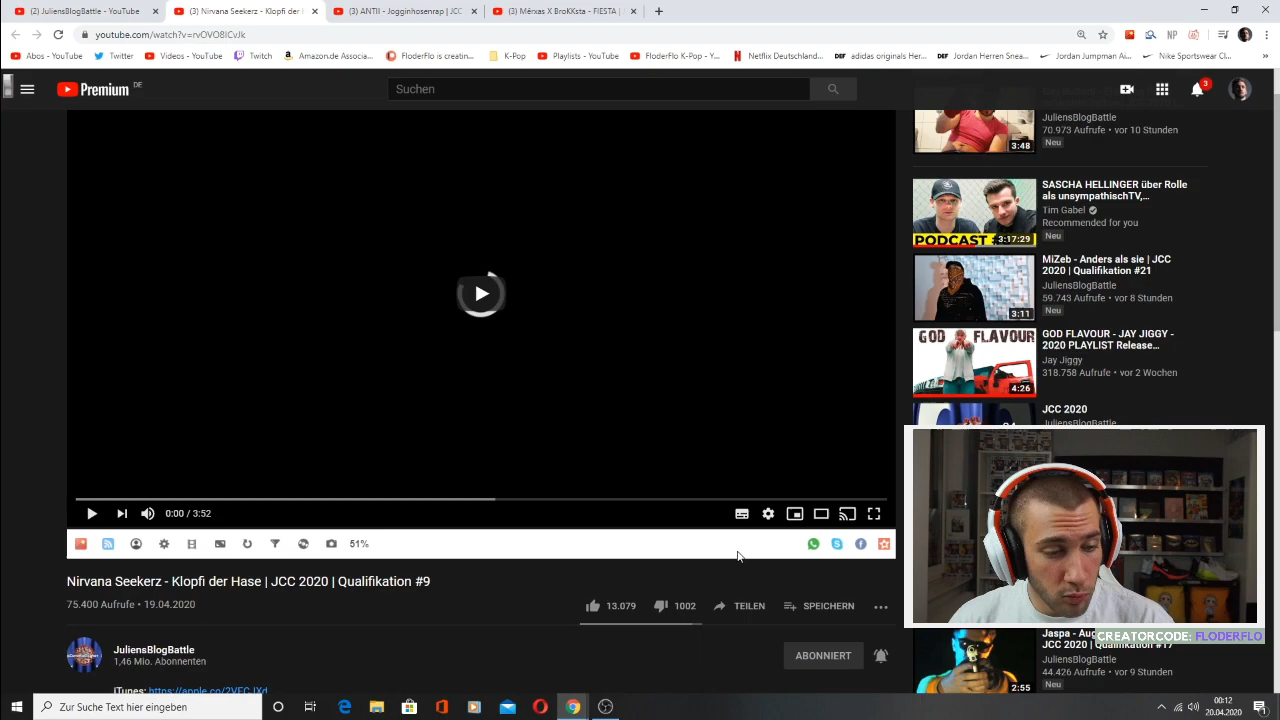 (2) JuliensBlogBattle - YouTube
(3) Nirvana Seekerz - Klopfi der
(3) ANTII - Jogginhosenrap | JCC
(3) Mérixas X BroKKsta - FIESTA |
youtube.com/watch?v=rvOVO8ICvJk
Abos - YouTube
YouTube
Videos - YouTube
Twitch
Amazon.de Associa...
FloderFlo is creatin...
K-Pop
Playlists - YouTube
FloderFlo K-Pop - Y...
Netflix Deutschland...
adidas originals Her...
Jordan Herren Snea...
Jordan Jumpman Ai...
Nike Sportswear Cl...
Premium DE
Suchen
3
JuliensBlogBattle
70.973 Aufrufe • vor 10 Stunden
Neu
3:48
SASCHA HELLINGER über Rolle
als unsympathischTV,...
Tim Gabel
Recommended for you
Neu
PODCAST
3:17:29
MiZeb - Anders als sie | JCC
2020 | Qualifikation #21
JuliensBlogBattle
59.743 Aufrufe • vor 8 Stunden
Neu
3:11
GOD FLAVOUR
GOD FLAVOUR - JAY JIGGY -
2020 PLAYLIST Release...
Jay Jiggy
318.758 Aufrufe • vor 2 Wochen
4:26
JCC 2020
0:00 / 3:52
51%
Nirvana Seekerz - Klopfi der Hase | JCC 2020 | Qualifikation #9
75.400 Aufrufe • 19.04.2020
13.079
1002
TEILEN
SPEICHERN
JuliensBlogBattle
1,46 Mio. Abonnenten
ABONNIERT
iTunes:
CREATORCODE: FLODERFLO
JCC 2020 | Qualifikation #17
JuliensBlogBattle
44.426 Aufrufe • vor 9 Stunden
Neu
2:55
Zur Suche Text hier eingeben
00:12
20.04.2020
1